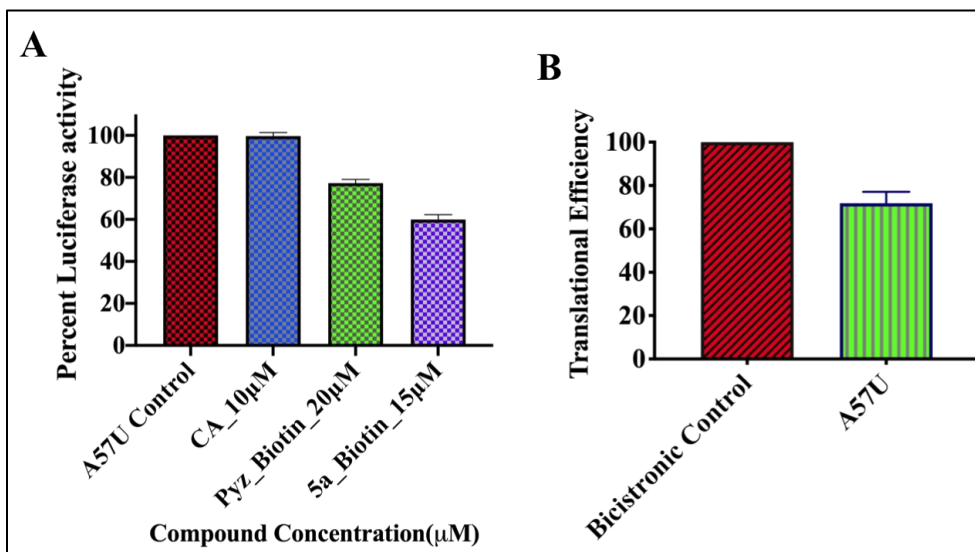 A
Percent Luciferase activity
100
80
60
40
20
0
A57U Control
CA_10μM
Pyz_Biotin_20μM
5a_Biotin_15μM
Compound Concentration(μM)
B
Translational Efficiency
100
80
60
40
20
0
Bicistronic Control
A57U